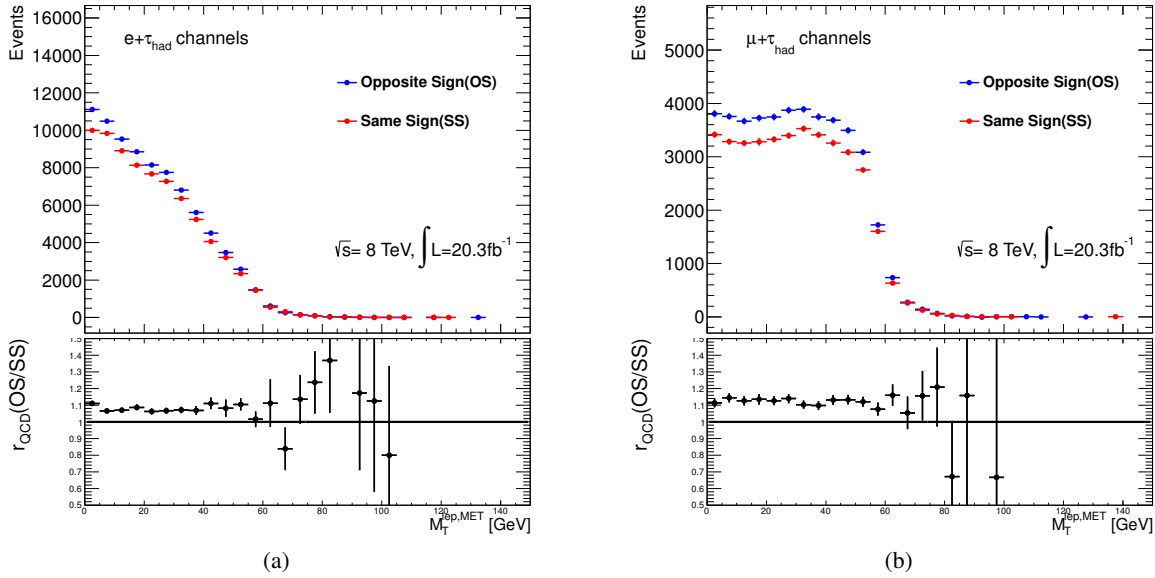 Events
e+τhad channels
Opposite Sign(OS)
Same Sign(SS)
√s= 8 TeV, ∫ L=20.3fb-1
16000
14000
12000
10000
8000
6000
4000
2000
0
rQCD(OS/SS)
1.5
1.4
1.3
1.2
1.1
1
0.9
0.8
0.7
0.6
0.5
0 20 40 60 80 100 120 140
MTlep,MET [GeV]
(a)
Events
μ+τhad channels
Opposite Sign(OS)
Same Sign(SS)
√s= 8 TeV, ∫ L=20.3fb-1
5000
4000
3000
2000
1000
0
rQCD(OS/SS)
1.5
1.4
1.3
1.2
1.1
1
0.9
0.8
0.7
0.6
0.5
0 20 40 60 80 100 120 140
MTlep,MET [GeV]
(b)